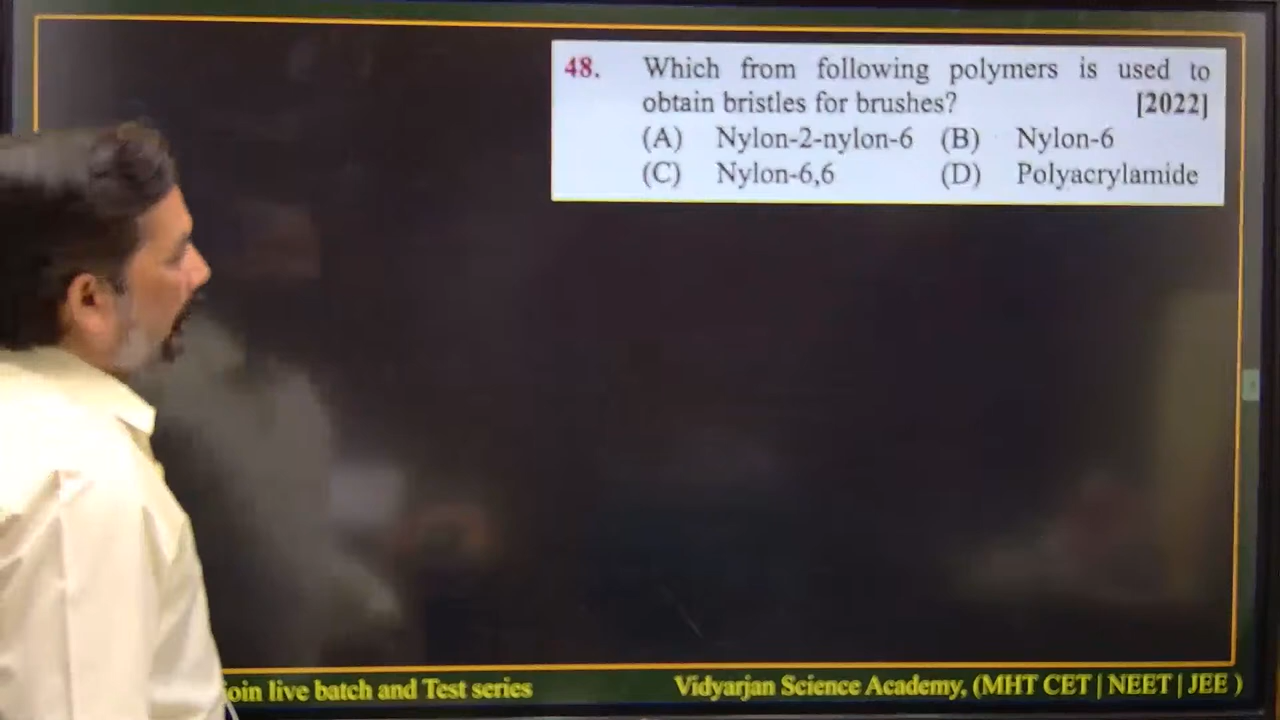 48. Which from following polymers is used to
obtain bristles for brushes? [2022]
(A) Nylon-2-nylon-6 (B) Nylon-6
(C) Nylon-6,6 (D) Polyacrylamide
join live batch and Test series Vidyarjan Science Academy, (MHT CET | NEET | JEE )